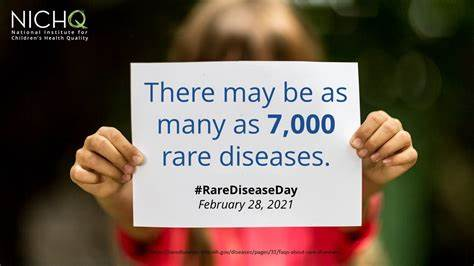 NICHQ
National Institute for
Children's Health Quality
There may be as
many as 7,000
rare diseases.
#RareDiseaseDay
February 28, 2021